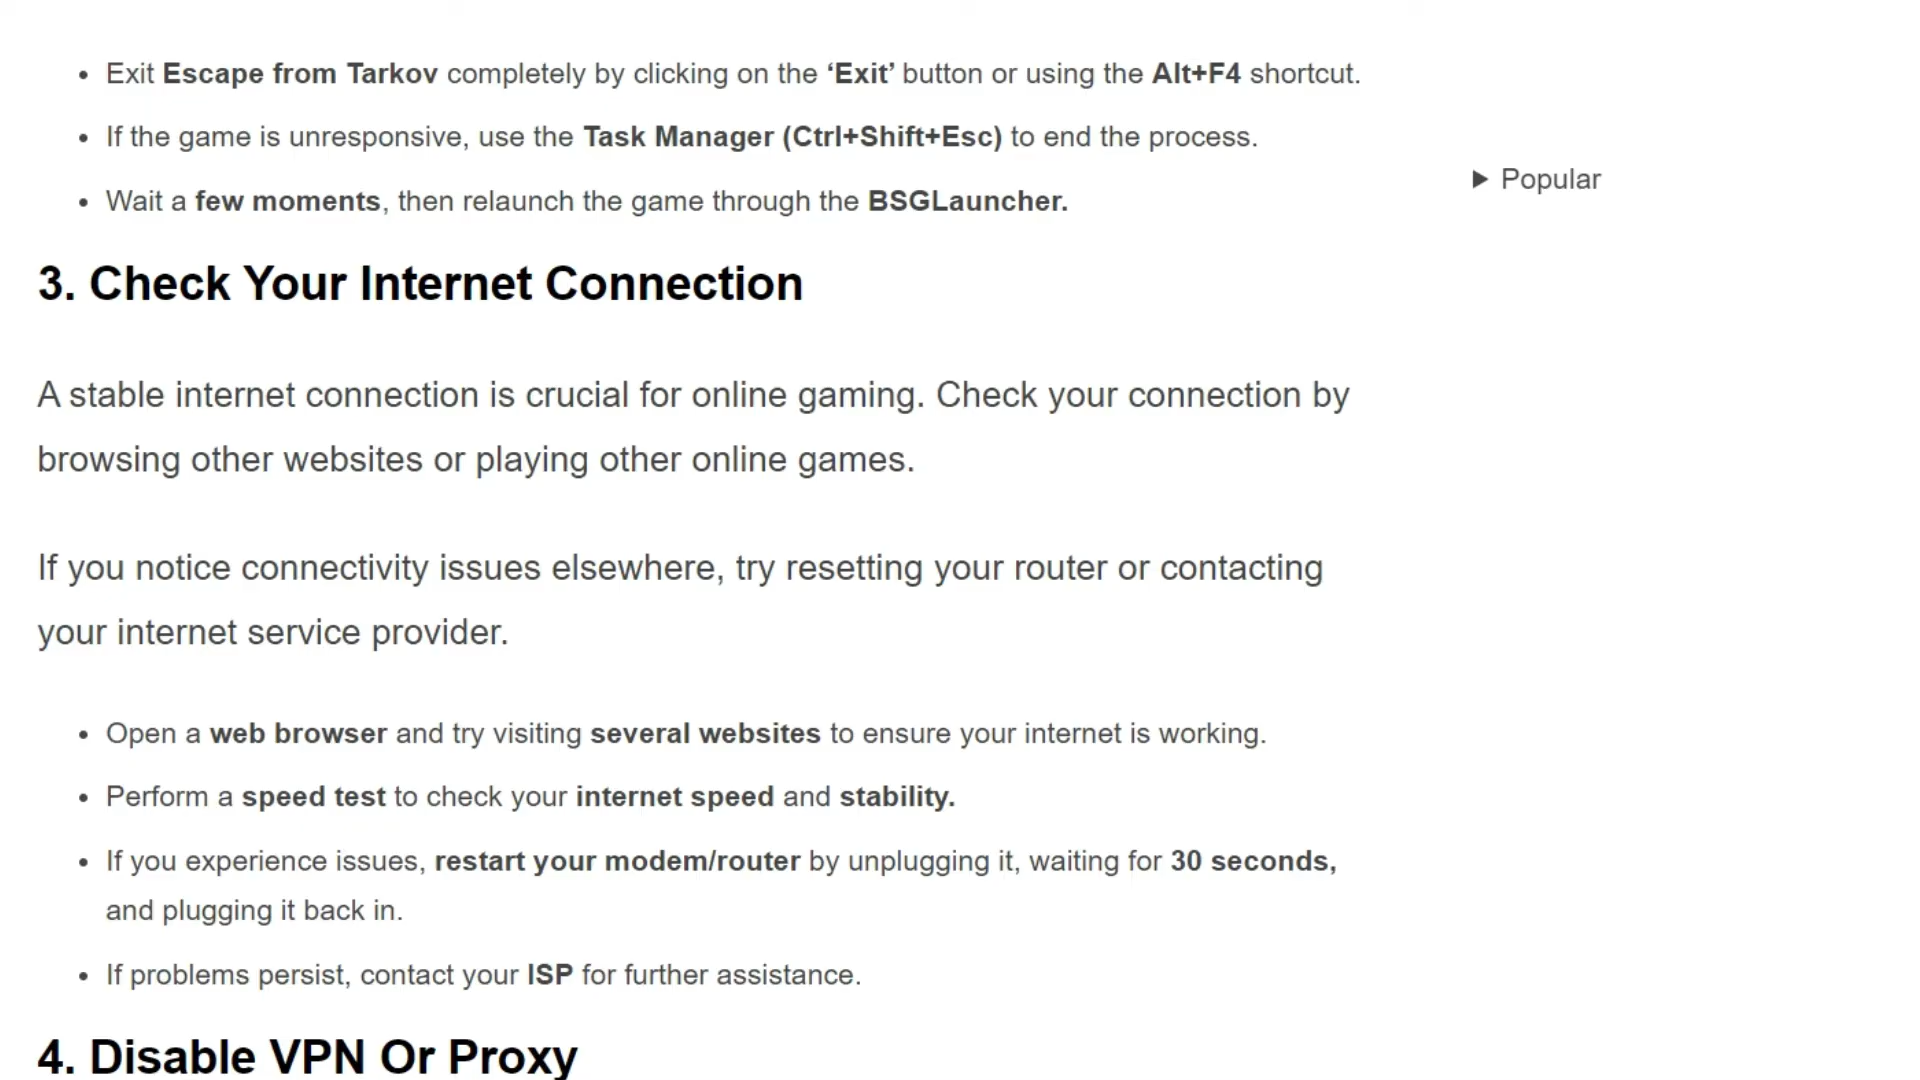 Exit Escape from Tarkov completely by clicking on the ‘Exit’ button or using the Alt+F4 shortcut.
If the game is unresponsive, use the Task Manager (Ctrl+Shift+Esc) to end the process.
Wait a few moments, then relaunch the game through the BSGLauncher.
Popular
3. Check Your Internet Connection
A stable internet connection is crucial for online gaming. Check your connection by
browsing other websites or playing other online games.
If you notice connectivity issues elsewhere, try resetting your router or contacting
your internet service provider.
Open a web browser and try visiting several websites to ensure your internet is working.
Perform a speed test to check your internet speed and stability.
If you experience issues, restart your modem/router by unplugging it, waiting for 30 seconds,
and plugging it back in.
If problems persist, contact your ISP for further assistance.
4. Disable VPN Or Proxy